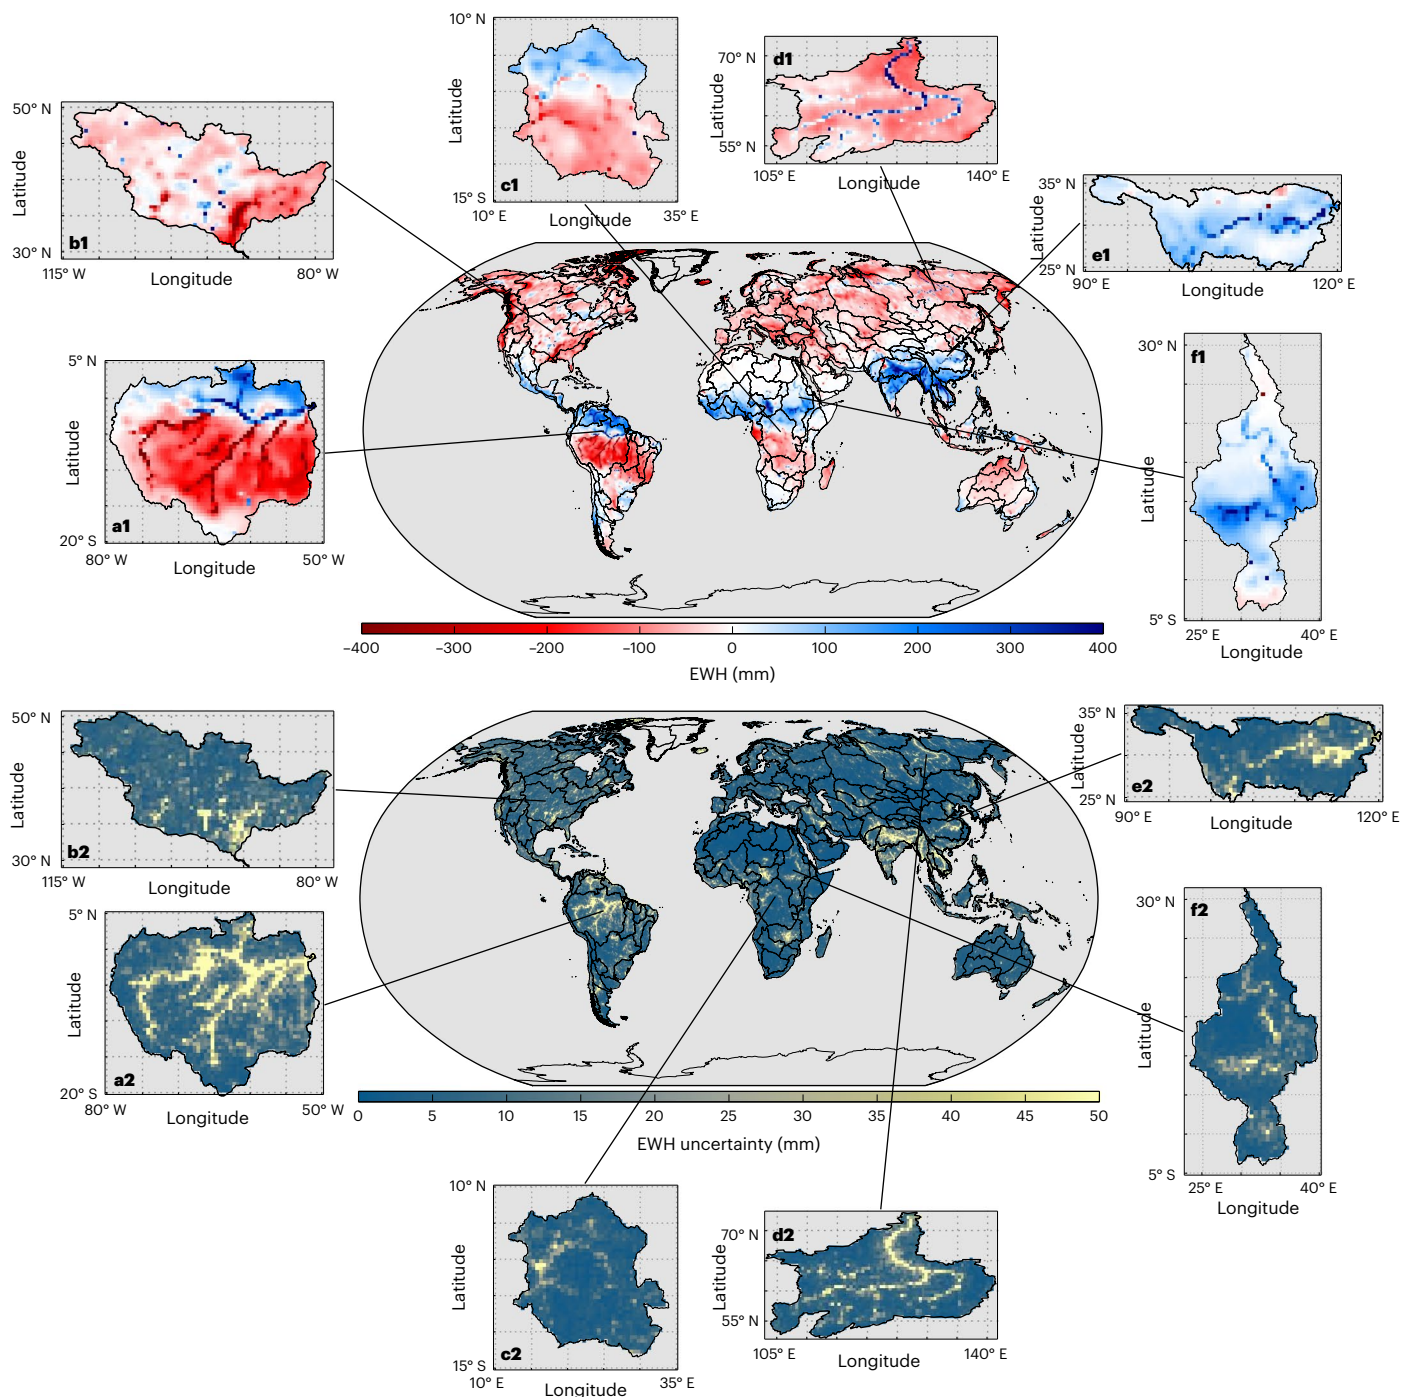 10° N
Latitude
c1
15° S
10° E
35° E
Longitude
d1
70° N
Latitude
55° N
105° E
140° E
Longitude
50° N
Latitude
b1
30° N
115° W
80° W
Longitude
35° N
Latitude
e1
25° N
90° E
120° E
Longitude
5° N
Latitude
a1
20° S
80° W
50° W
Longitude
30° N
f1
Latitude
5° S
25° E
40° E
Longitude
−400 −300 −200 −100 0 100 200 300 400
EWH (mm)
50° N
Latitude
b2
30° N
115° W
80° W
Longitude
35° N
Latitude
e2
25° N
90° E
120° E
Longitude
5° N
Latitude
a2
20° S
80° W
50° W
Longitude
30° N
f2
Latitude
5° S
25° E
40° E
Longitude
0 5 10 15 20 25 30 35 40 45 50
EWH uncertainty (mm)
10° N
Latitude
c2
15° S
10° E
35° E
Longitude
d2
70° N
Latitude
55° N
105° E
140° E
Longitude